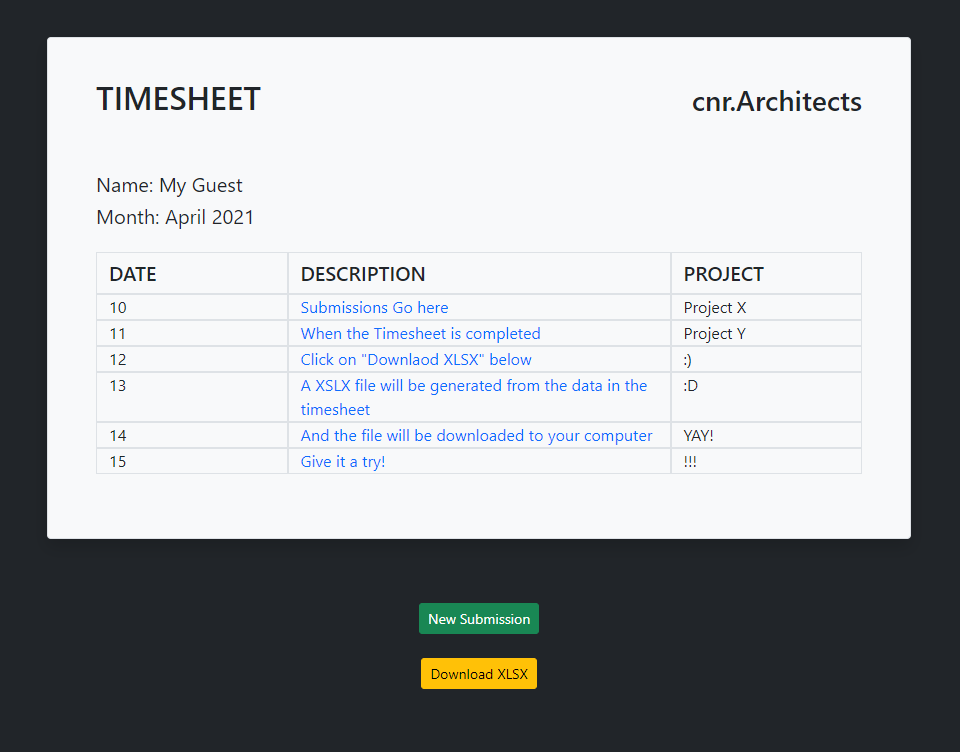 TIMESHEET
cnr.Architects
Name: My Guest
Month: April 2021
DATE DESCRIPTION PROJECT
10 Submissions Go here Project X
11 When the Timesheet is completed Project Y
12 Click on "Downlaod XLSX" below :)
13 A XSLX file will be generated from the data in the :D
timesheet
14 And the file will be downloaded to your computer YAY!
15 Give it a try! !!!
New Submission
Download XLSX